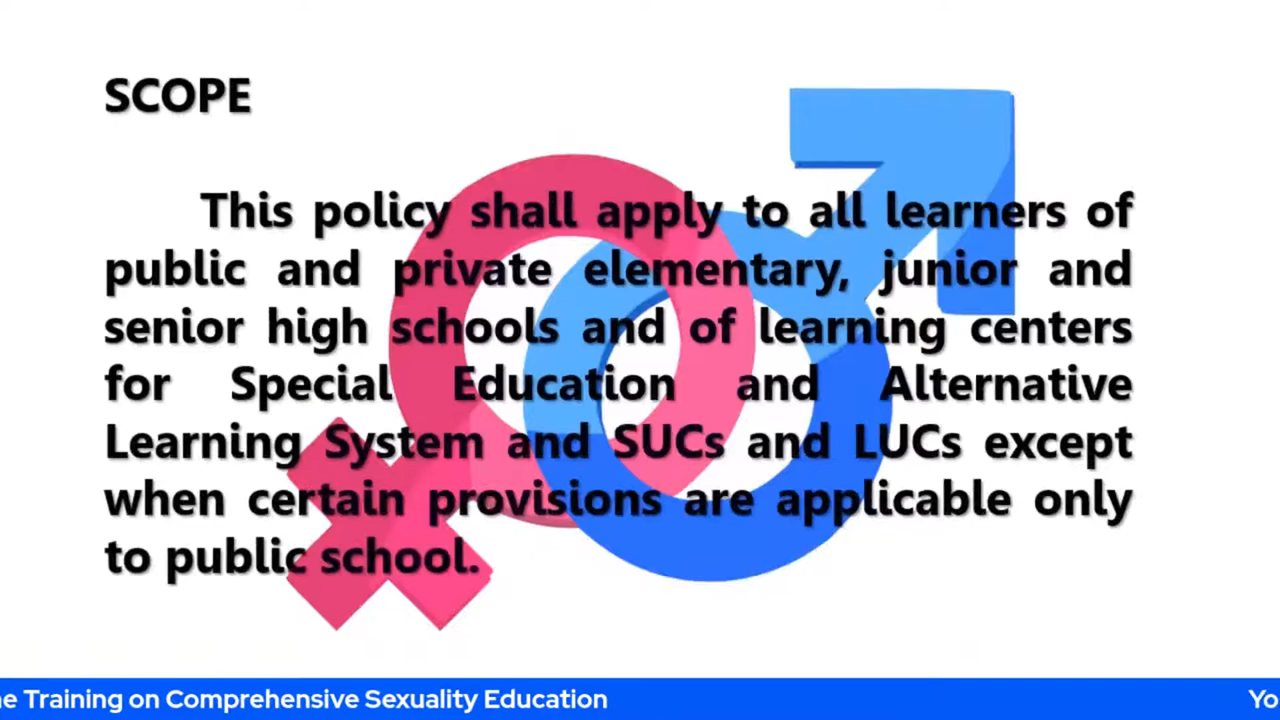 SCOPE
This policy shall apply to all learners of
public and private elementary, junior and
senior high schools and of learning centers
for Special Education and Alternative
Learning System and SUCs and LUCs except
when certain provisions are applicable only
to public school.
Training on Comprehensive Sexuality Education